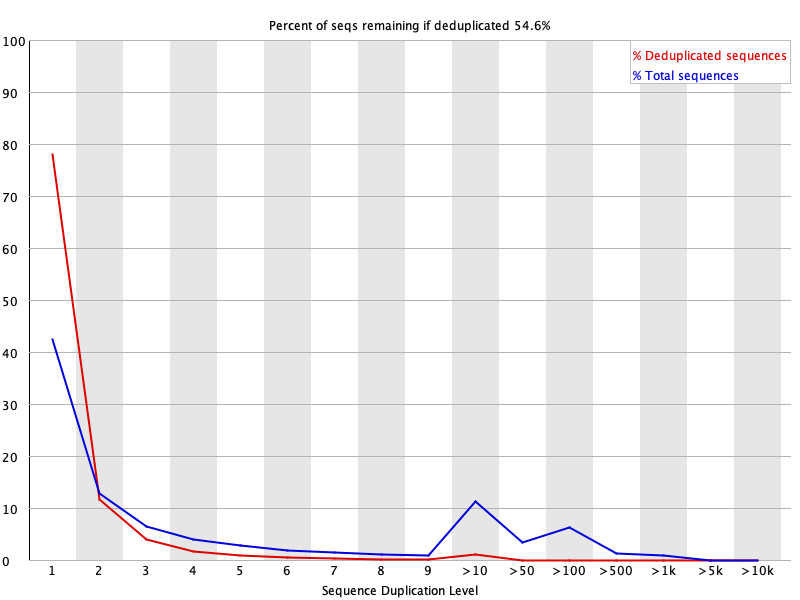 Percent of seqs remaining if deduplicated 54.6%
% Deduplicated sequences
% Total sequences
100
90
80
70
60
50
40
30
20
10
0
1 2 3 4 5 6 7 8 9 >10 >50 >100 >500 >1k >5k >10k
Sequence Duplication Level